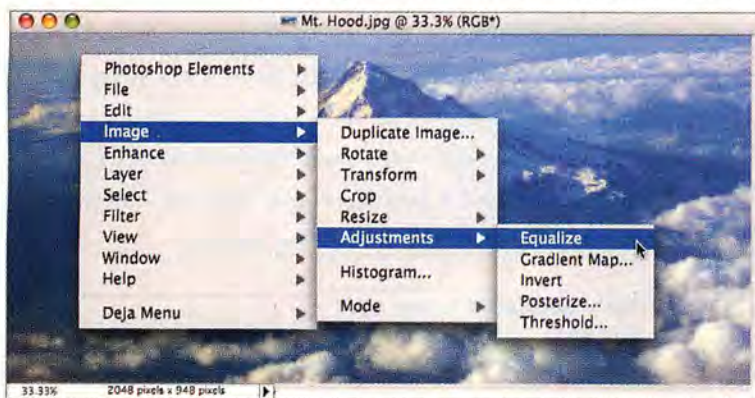 Mt. Hood.jpg @ 33.3% (RGB*)
Photoshop Elements
File
Edit
Image
Enhance
Layer
Select
Filter
View
Window
Help
Deja Menu
Duplicate Image...
Rotate
Transform
Crop
Resize
Adjustments
Histogram...
Mode
Equalize
Gradient Map...
Invert
Posterize...
Threshold...
33.33%
2048 pixels x 948 pixels